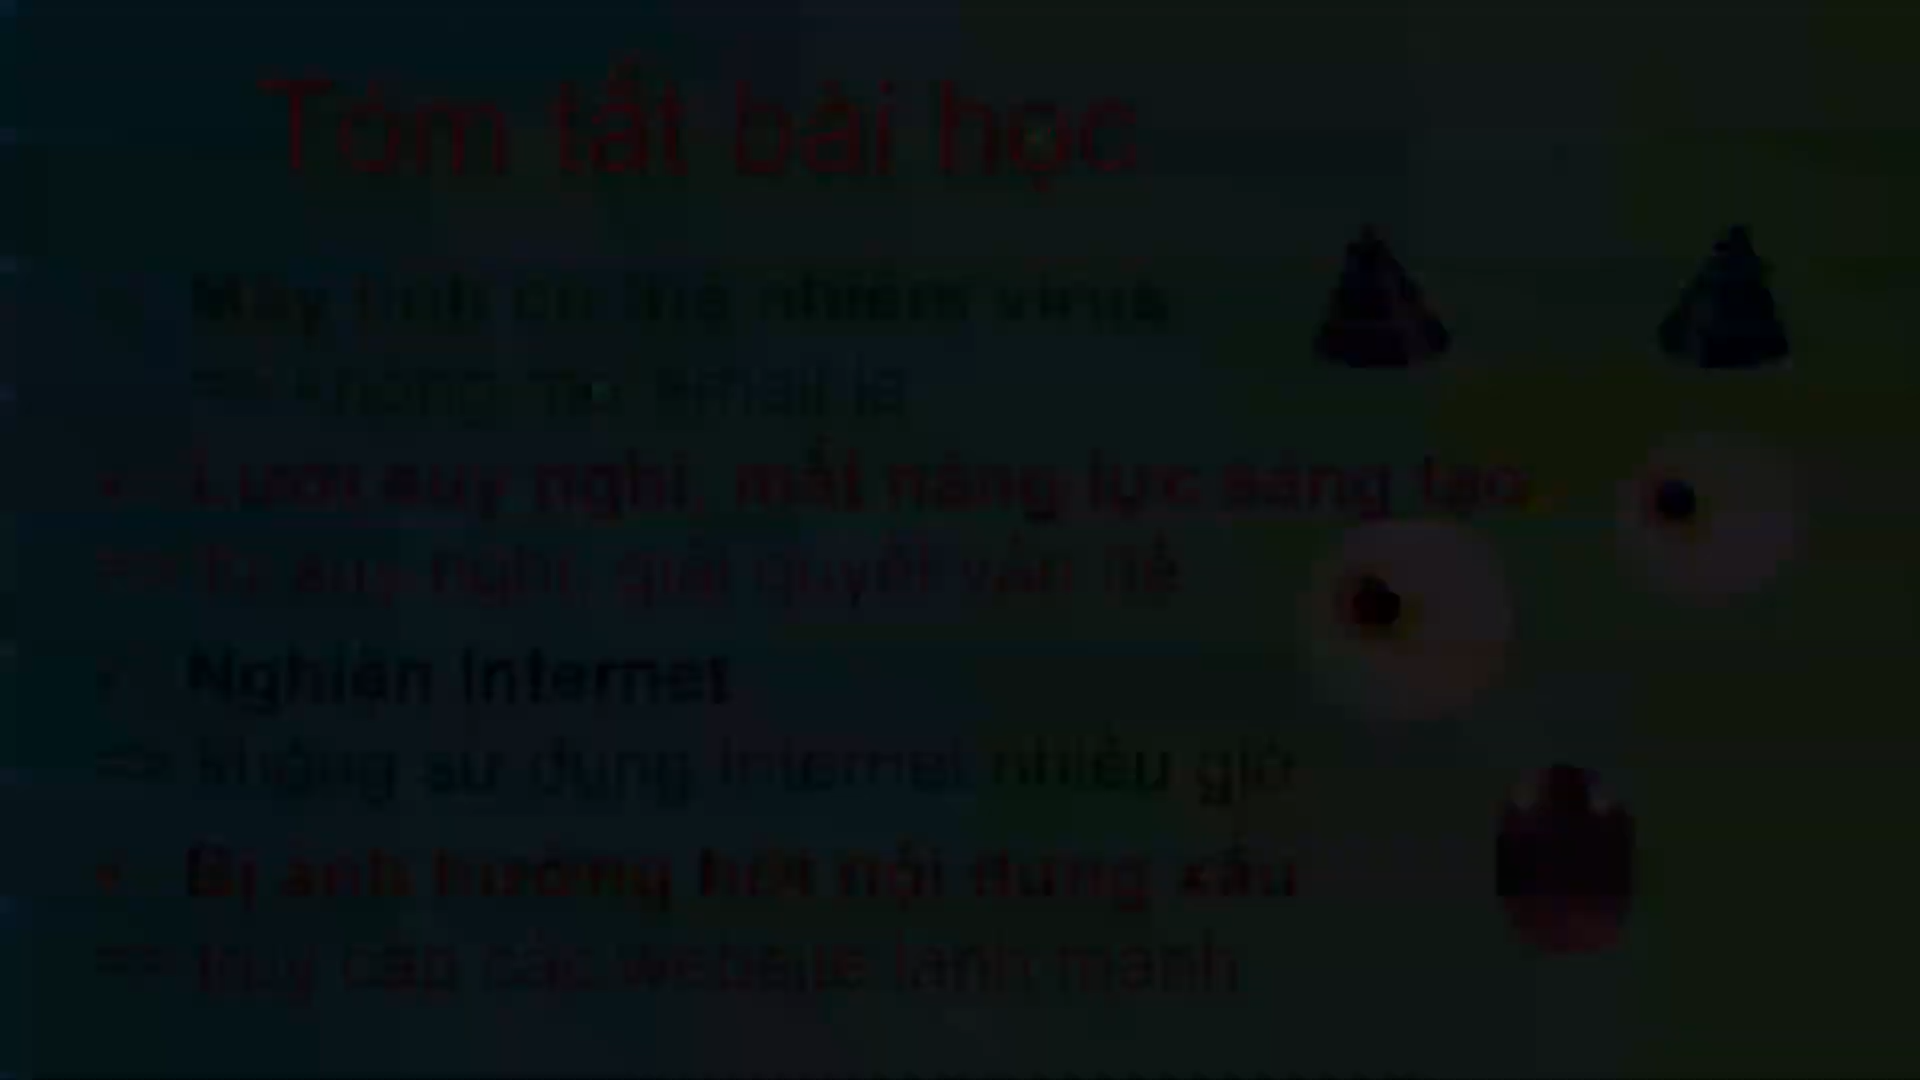 Tóm tắt bài học
Máy tính có thể nhiễm virus
=> không mở email lạ
• Lười suy nghĩ, mất năng lực sáng tạo
=> tự suy nghĩ, giải quyết vấn đề
• Nghiện Internet
=> không sử dụng Internet nhiều giờ
• Bị ảnh hưởng bởi nội dung xấu
=> truy cập các website lành mạnh